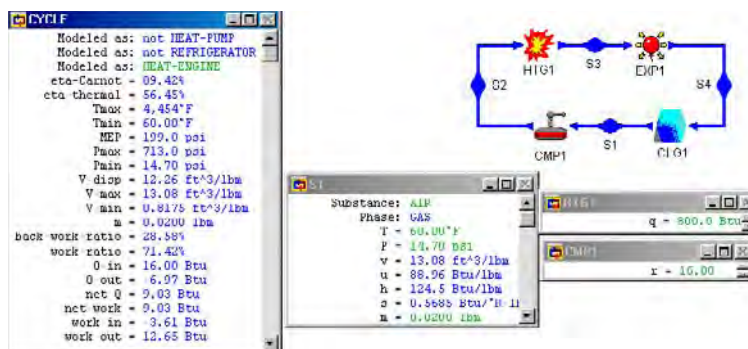 CYCLE
Modeled as: not HEAT-PUMP
Modeled as: not REFRIGERATOR
Modeled as: HEAT-ENGINE
eta-Carnot = 89.42%
eta thermal = 56.45%
Tmax = 4,454°F
Tmin = 60.00°F
MEP = 199.0 psi
Pmax = 713.0 psi
Pmin = 14.70 psi
V disp = 12.26 ft^3/lbm
V max = 13.08 ft^3/lbm
V min = 0.8175 ft^3/lbm
m = 0.0200 lbm
back work ratio = 28.58%
work ratio = 71.42%
Q in = 16.00 Btu
Q out = -6.97 Btu
net Q = 9.03 Btu
net work = 9.03 Btu
work in = -3.61 Btu
work out = 12.65 Btu
HTG1
S3
EXP1
S2
S4
CMP1
S1
CLG1
S1
Substance: AIR
Phase: GAS
T = 60.00°F
P = 14.70 psi
v = 13.08 ft^3/lbm
u = 88.96 Btu/lbm
h = 124.5 Btu/lbm
s = 0.5685 Btu/°R-l
m = 0.0200 lbm
HTG1
q = 800.0 Btu/
CMP1
r = 16.00